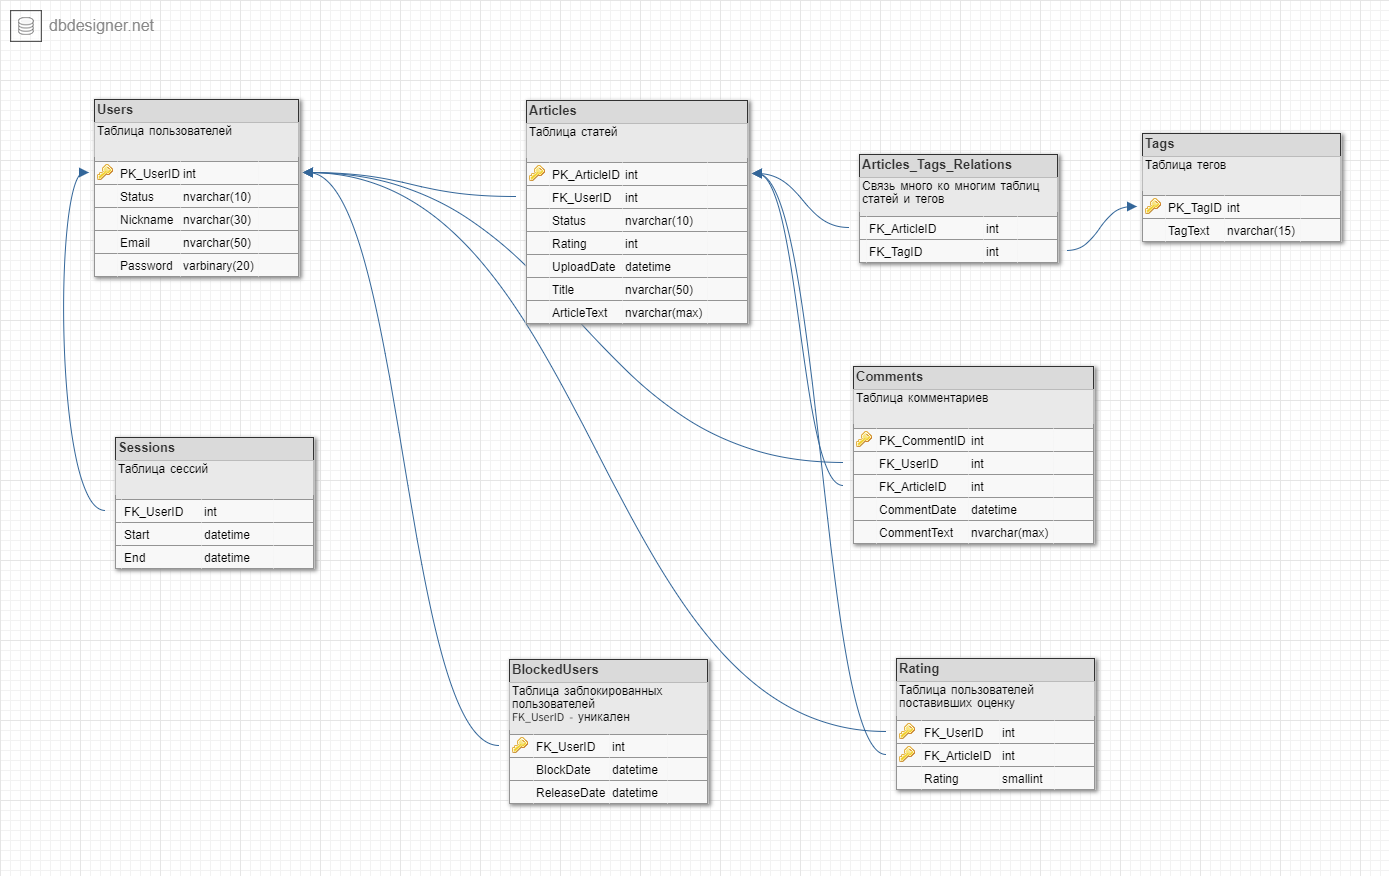 dbdesigner.net
Users
Таблица пользователей
PK_UserID int
Status nvarchar(10)
Nickname nvarchar(30)
Email nvarchar(50)
Password varbinary(20)
Articles
Таблица статей
PK_ArticleID int
FK_UserID int
Status nvarchar(10)
Rating int
UploadDate datetime
Title nvarchar(50)
ArticleText nvarchar(max)
Articles_Tags_Relations
Связь много ко многим таблиц
статей и тегов
FK_ArticleID int
FK_TagID int
Tags
Таблица тегов
PK_TagID int
TagText nvarchar(15)
Comments
Таблица комментариев
PK_CommentID int
FK_UserID int
FK_ArticleID int
CommentDate datetime
CommentText nvarchar(max)
Sessions
Таблица сессий
FK_UserID int
Start datetime
End datetime
BlockedUsers
Таблица заблокированных
пользователей
FK_UserID - уникален
FK_UserID int
BlockDate datetime
ReleaseDate datetime
Rating
Таблица пользователей
поставивших оценку
FK_UserID int
FK_ArticleID int
Rating smallint